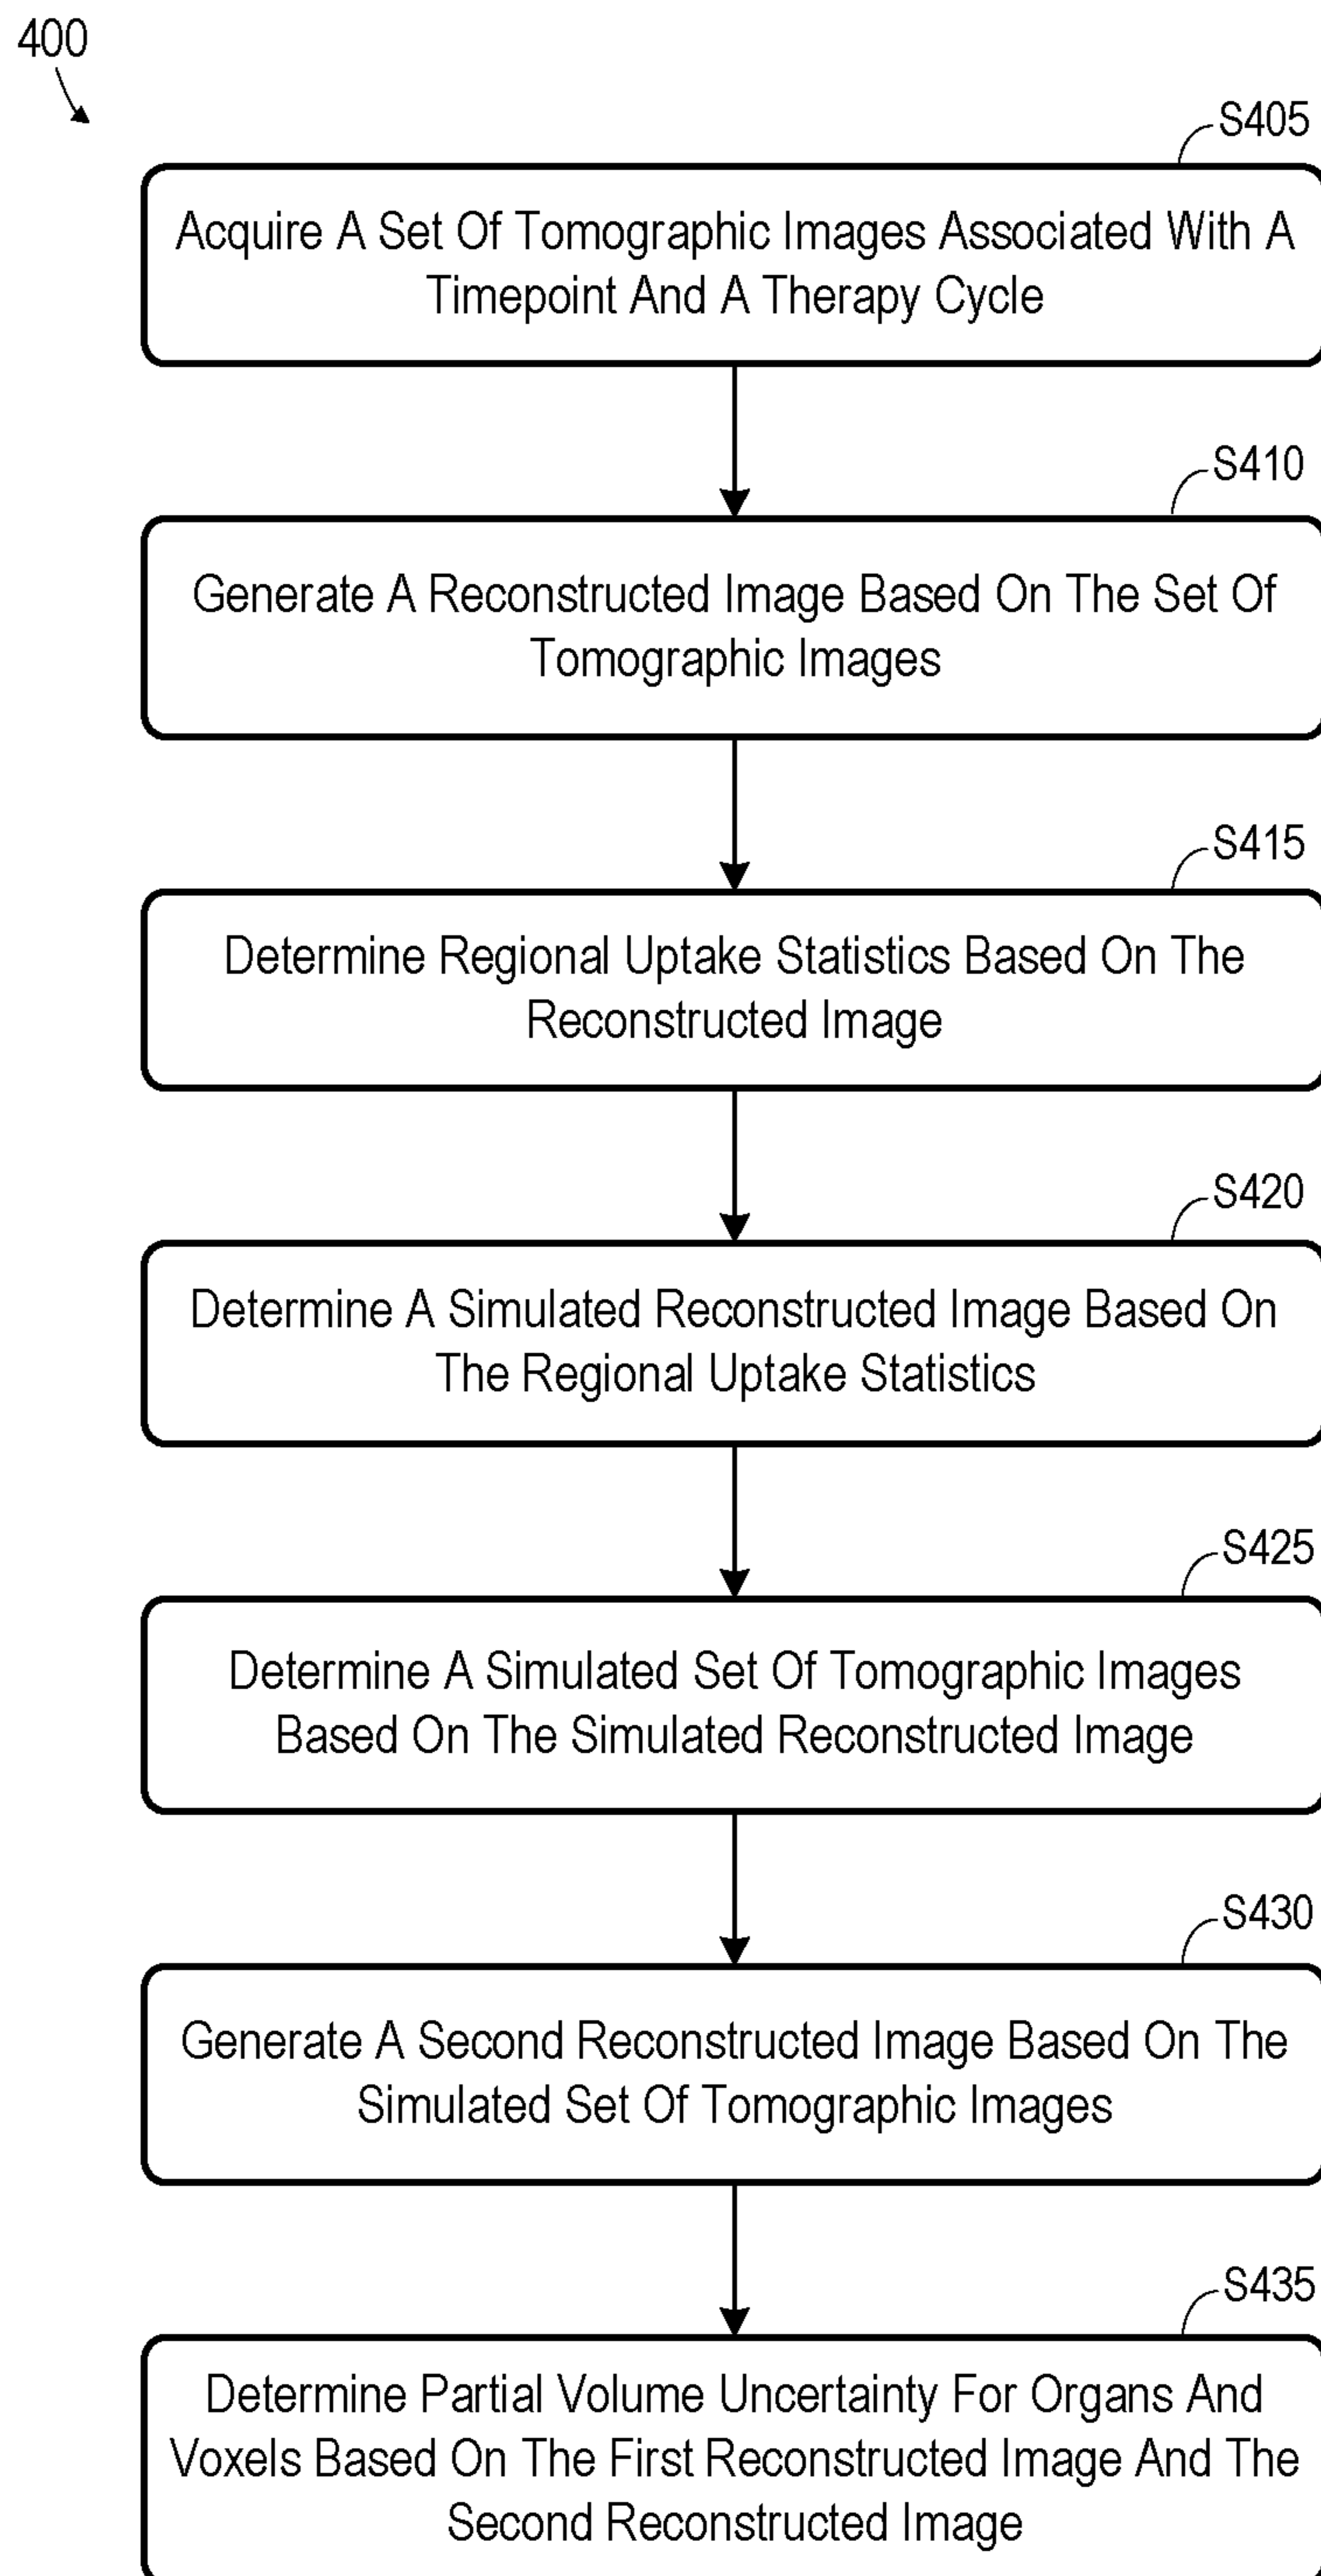 400
S405
Acquire A Set Of Tomographic Images Associated With A
Timepoint And A Therapy Cycle
S410
Generate A Reconstructed Image Based On The Set Of
Tomographic Images
S415
Determine Regional Uptake Statistics Based On The
Reconstructed Image
S420
Determine A Simulated Reconstructed Image Based On
The Regional Uptake Statistics
S425
Determine A Simulated Set Of Tomographic Images
Based On The Simulated Reconstructed Image
S430
Generate A Second Reconstructed Image Based On The
Simulated Set Of Tomographic Images
S435
Determine Partial Volume Uncertainty For Organs And
Voxels Based On The First Reconstructed Image And The
Second Reconstructed Image